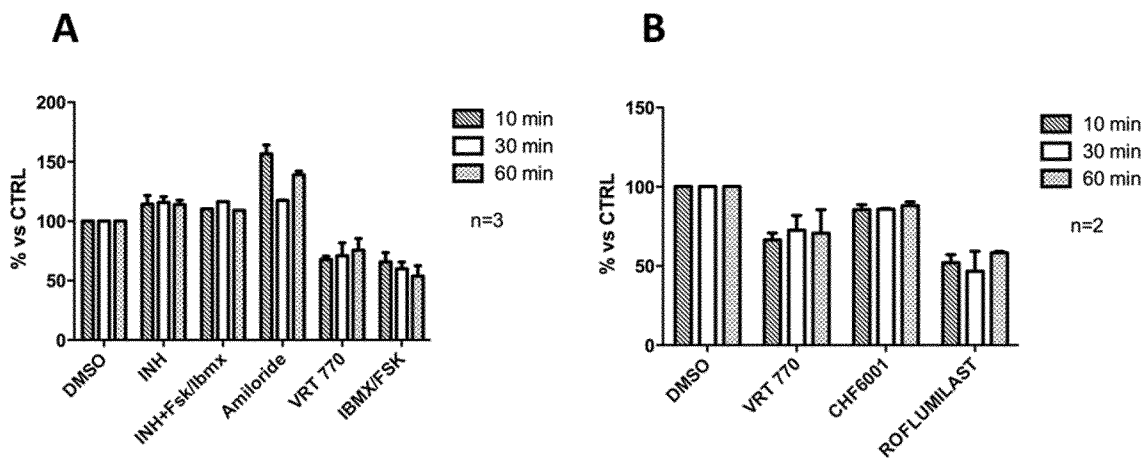 A
% vs CTRL
200
150
100
50
0
DMSO
INH
INH+Fsk/Ibmx
Amiloride
VRT 770
IBMX/FSK
10 min
30 min
60 min
n=3
B
% vs CTRL
150
100
50
0
DMSO
VRT 770
CHF6001
ROFLUMILAST
10 min
30 min
60 min
n=2